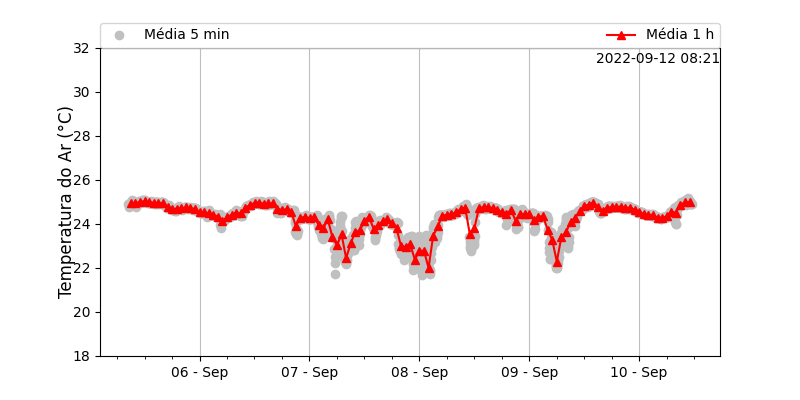 Média 5 min
Média 1 h
2022-09-12 08:21
Temperatura do Ar (°C)
32
30
28
26
24
22
20
18
06 - Sep
07 - Sep
08 - Sep
09 - Sep
10 - Sep